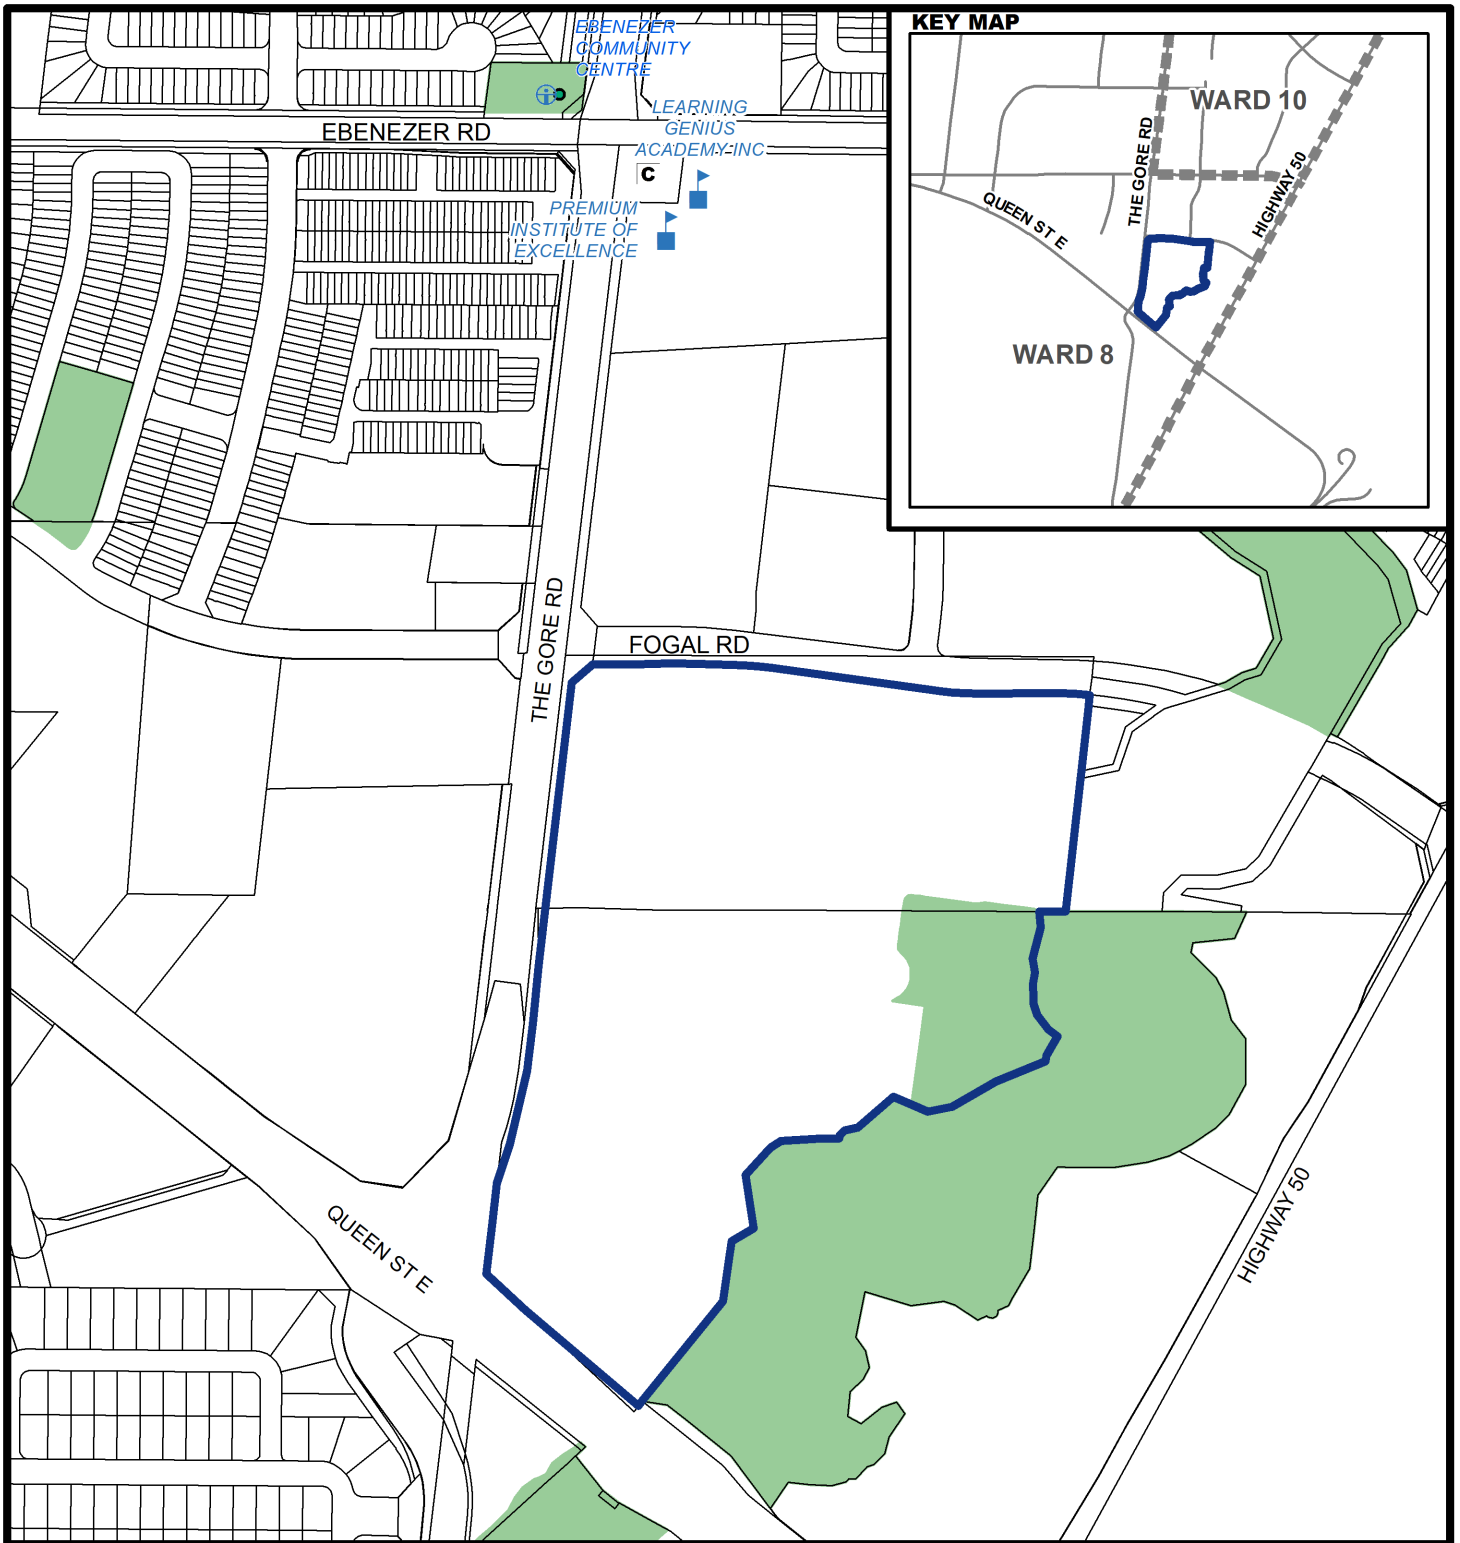 EBENEZER
COMMUNITY
CENTRE
EBENEZER RD
LEARNING
GENIUS
ACADEMY INC
C
PREMIUM
INSTITUTE OF
EXCELLENCE
KEY MAP
WARD 10
THE GORE RD
HIGHWAY 50
QUEEN ST E
WARD 8
THE GORE RD
FOGAL RD
QUEEN ST E
HIGHWAY 50